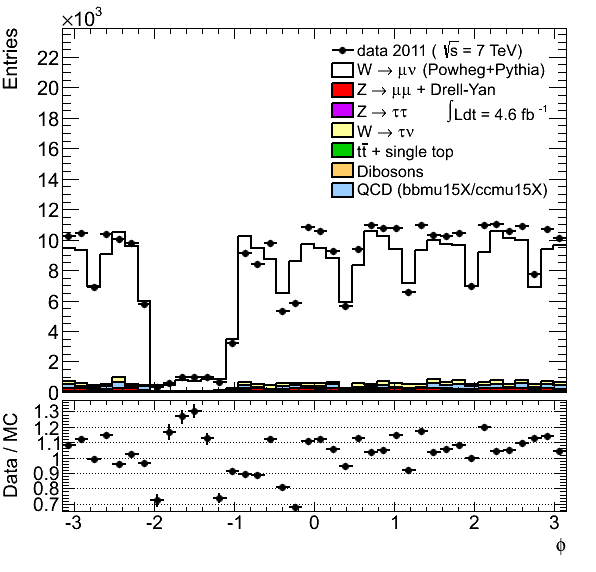 ×10³
Entries
22
20
18
16
14
12
10
8
6
4
2
0
data 2011 ( √s = 7 TeV)
W → μν (Powheg+Pythia)
Z → μμ + Drell-Yan
Z → ττ
∫Ldt = 4.6 fb⁻¹
W → τν
tt̅ + single top
Dibosons
QCD (bbmu15X/ccmu15X)
Data / MC
1.3
1.2
1.1
1
0.9
0.8
0.7
-3 -2 -1 0 1 2 3
ϕ